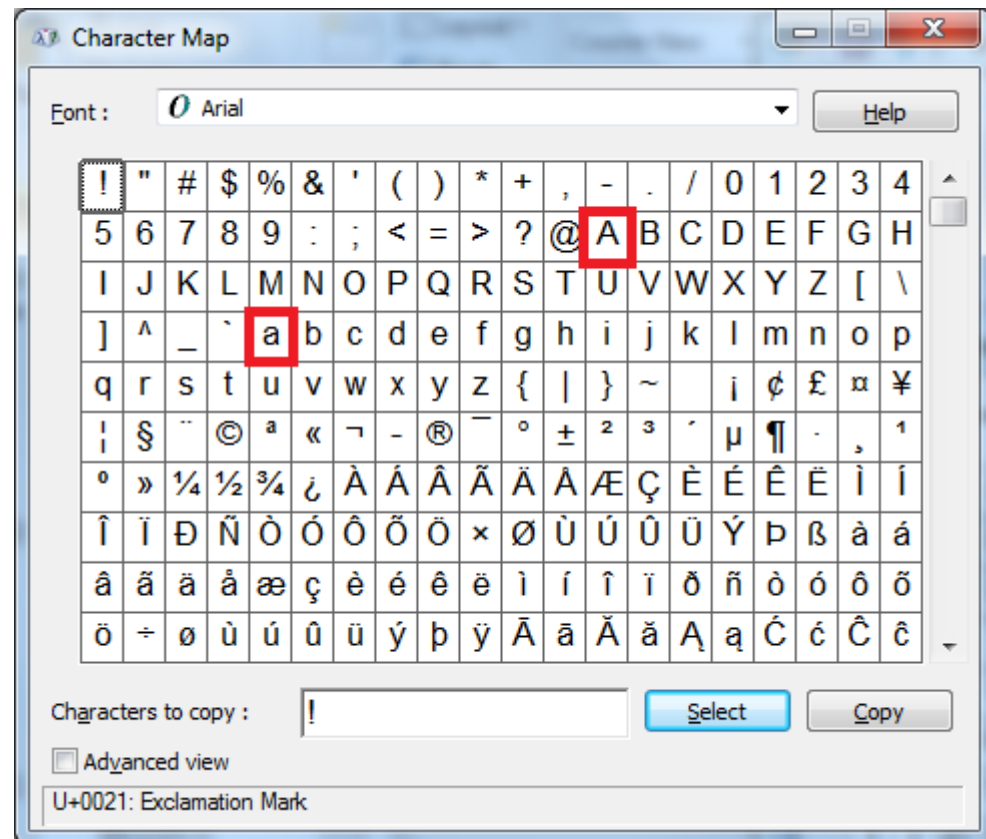 Character Map
Font : O Arial Help
! " # $ % & ' ( ) * + , - . / 0 1 2 3 4
5 6 7 8 9 : ; < = > ? @ A B C D E F G H
I J K L M N O P Q R S T U V W X Y Z [ \
] ^ _ ` a b c d e f g h i j k l m n o p
q r s t u v w x y z { | } ~   ¡ ¢ £ ¤ ¥
¦ § ¨ © ª « ¬ - ® ¯ ° ± ² ³ ´ µ ¶ · ¸ ¹
º » ¼ ½ ¾ ¿ À Á Â Ã Ä Å Æ Ç È É Ê Ë Ì Í
Î Ï Ð Ñ Ò Ó Ô Õ Ö × Ø Ù Ú Û Ü Ý Þ ß à á
â ã ä å æ ç è é ê ë ì í î ï ð ñ ò ó ô õ
ö ÷ ø ù ú û ü ý þ ÿ Ā ā Ă ă Ą ą Ć ć Ĉ ĉ
Characters to copy : ! Select Copy
Advanced view
U+0021: Exclamation Mark